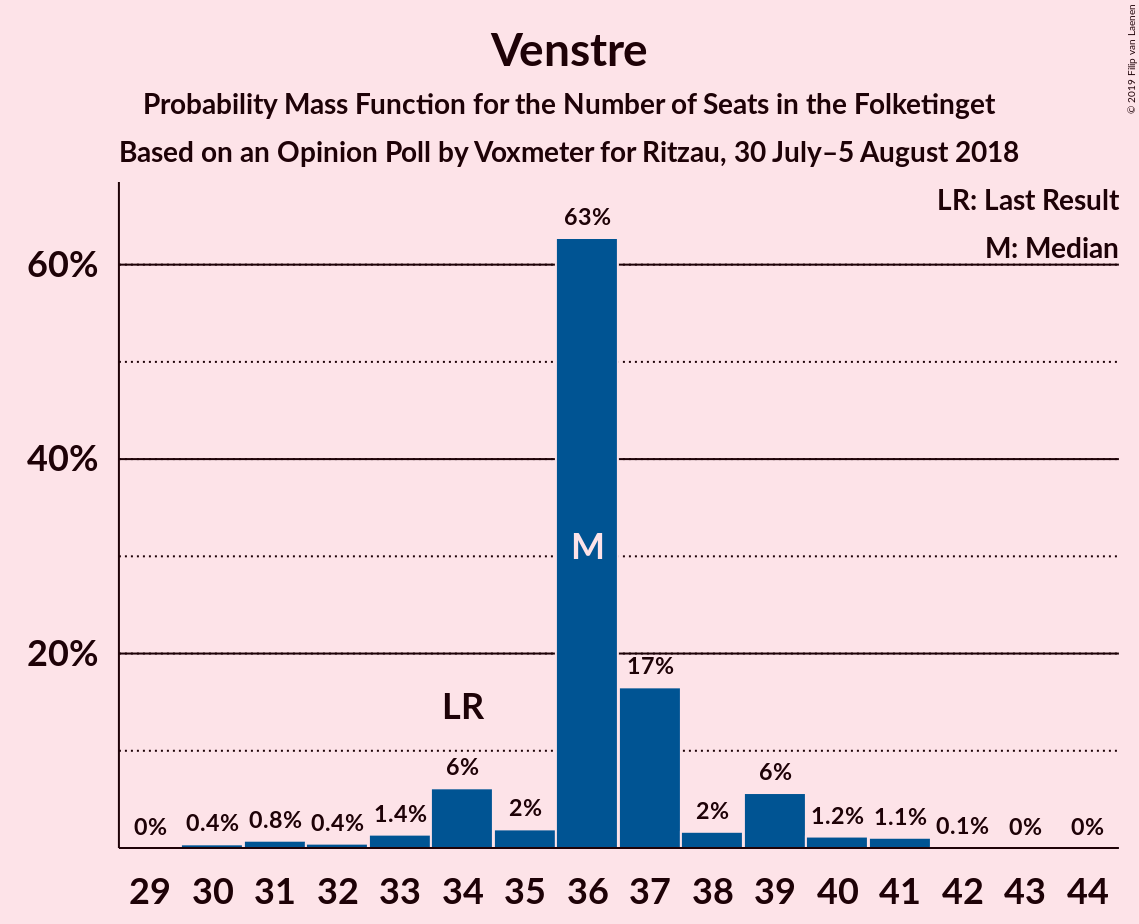 Venstre
Probability Mass Function for the Number of Seats in the Folketinget
Based on an Opinion Poll by Voxmeter for Ritzau, 30 July–5 August 2018
© 2019 Filip van Laenen
LR: Last Result
M: Median
60%
40%
20%
0%
0.4%
0.8%
0.4%
1.4%
6%
LR
2%
63%
M
17%
2%
6%
1.2%
1.1%
0.1%
0%
0%
29 30 31 32 33 34 35 36 37 38 39 40 41 42 43 44